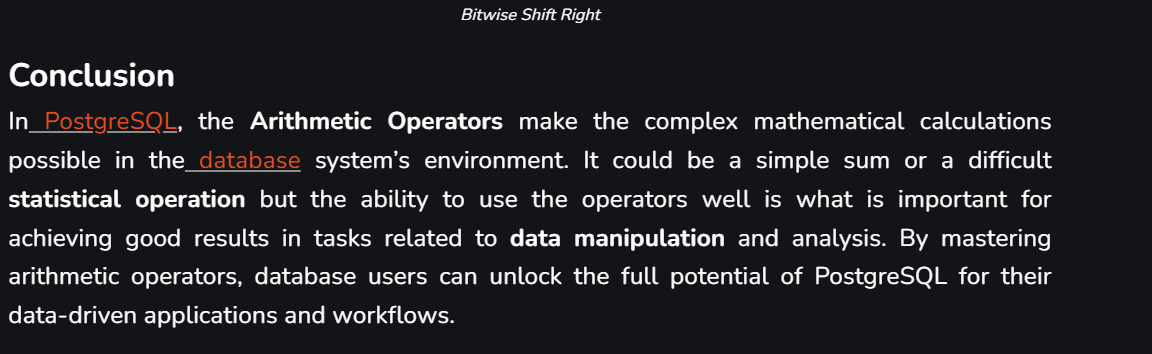 Bitwise Shift Right
Conclusion
In PostgreSQL, the Arithmetic Operators make the complex mathematical calculations
possible in the database system’s environment. It could be a simple sum or a difficult
statistical operation but the ability to use the operators well is what is important for
achieving good results in tasks related to data manipulation and analysis. By mastering
arithmetic operators, database users can unlock the full potential of PostgreSQL for their
data-driven applications and workflows.